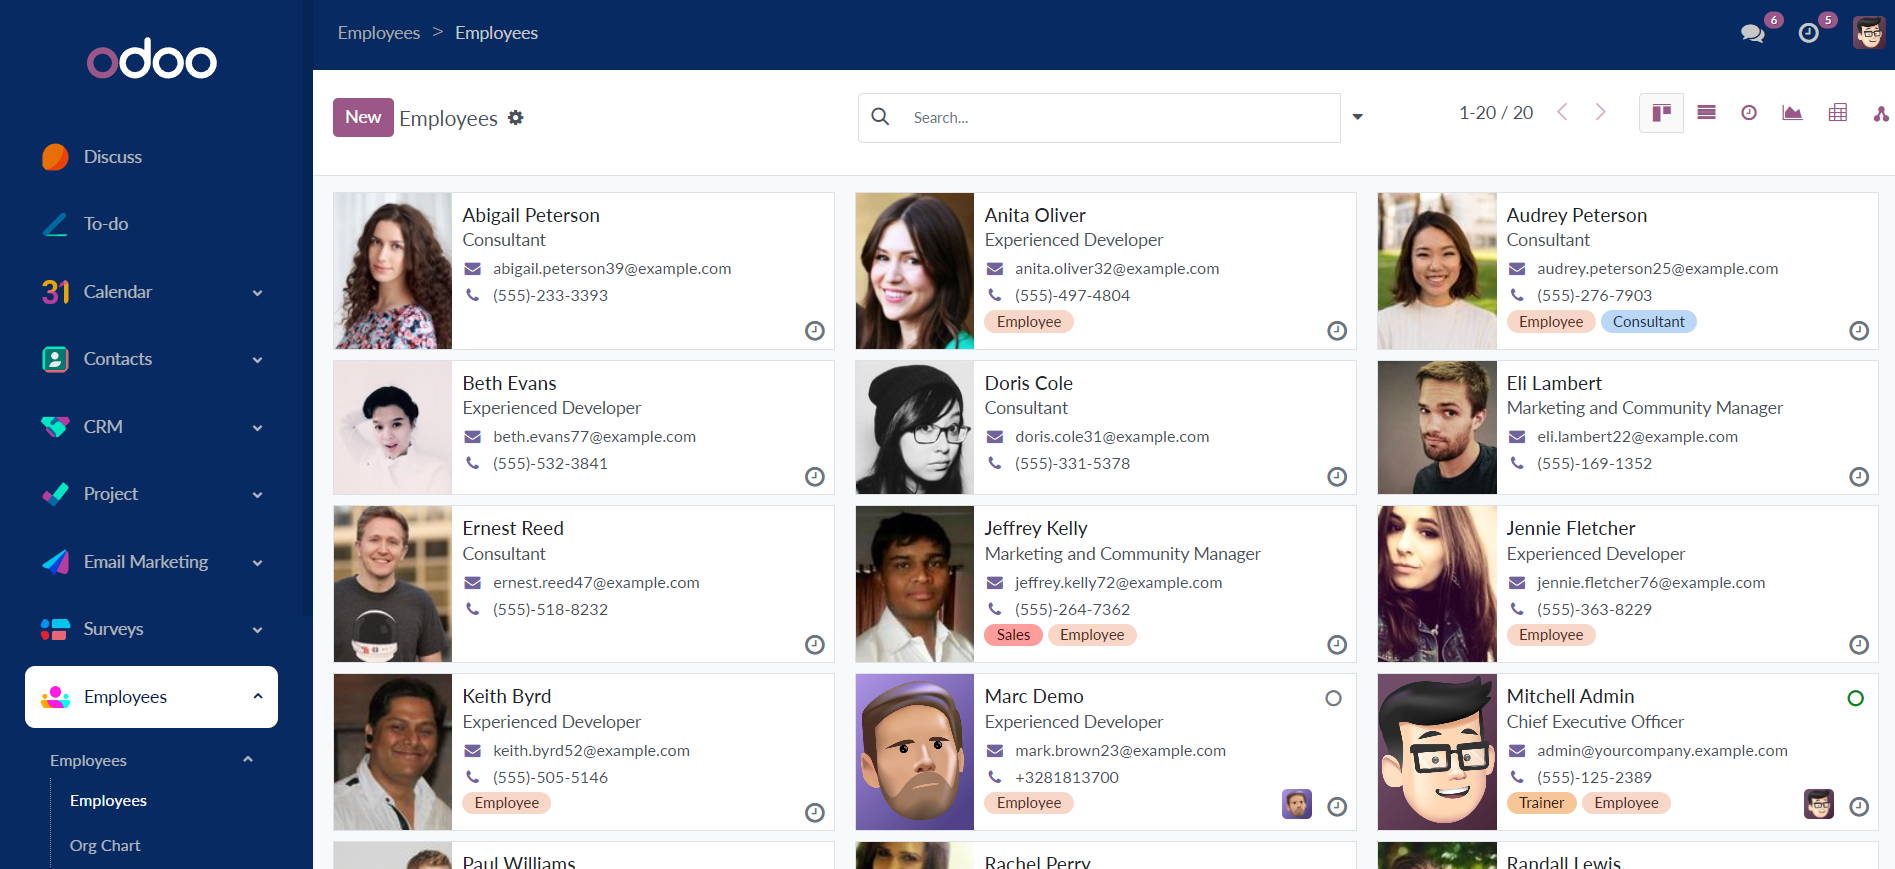 odoo
Employees > Employees
6
5
New
Employees
Search...
1-20 / 20
Discuss
To-do
31 Calendar
Contacts
CRM
Project
Email Marketing
Surveys
Employees
Employees
Employees
Org Chart
Abigail Peterson
Consultant
abigail.peterson39@example.com
(555)-233-3393
Anita Oliver
Experienced Developer
anita.oliver32@example.com
(555)-497-4804
Employee
Audrey Peterson
Consultant
audrey.peterson25@example.com
(555)-276-7903
Employee Consultant
Beth Evans
Experienced Developer
beth.evans77@example.com
(555)-532-3841
Doris Cole
Consultant
doris.cole31@example.com
(555)-331-5378
Eli Lambert
Marketing and Community Manager
eli.lambert22@example.com
(555)-169-1352
Ernest Reed
Consultant
ernest.reed47@example.com
(555)-518-8232
Jeffrey Kelly
Marketing and Community Manager
jeffrey.kelly72@example.com
(555)-264-7362
Sales Employee
Jennie Fletcher
Experienced Developer
jennie.fletcher76@example.com
(555)-363-8229
Employee
Keith Byrd
Experienced Developer
keith.byrd52@example.com
(555)-505-5146
Employee
Marc Demo
Experienced Developer
mark.brown23@example.com
+3281813700
Employee
Mitchell Admin
Chief Executive Officer
admin@yourcompany.example.com
(555)-125-2389
Trainer Employee
Paul Williams
Rachel Perry
Randall Lewis